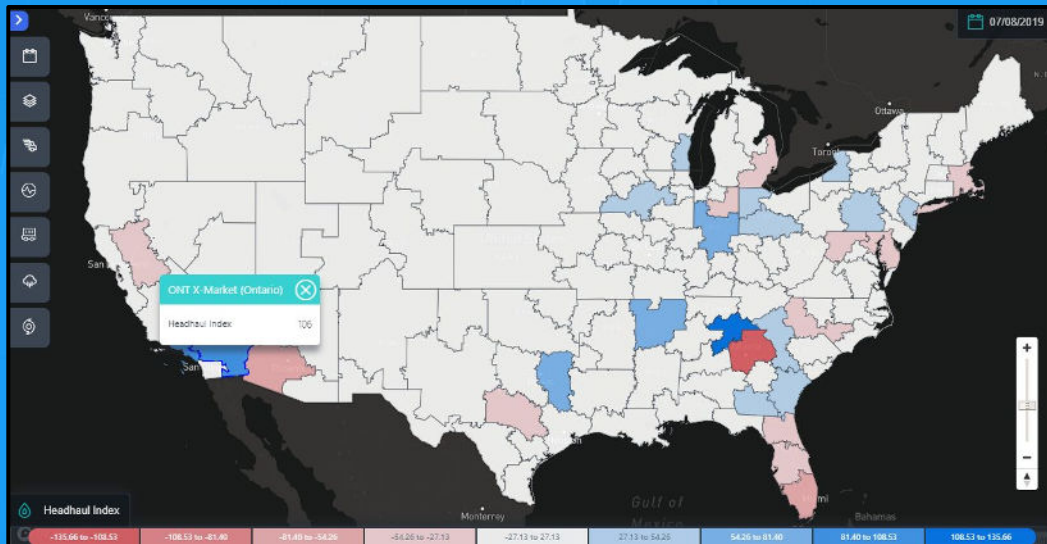 Vancouver
07/08/2019
Ottawa
Toronto
San
ONT X-Market (Ontario)
Headhaul Index 106
San
Gulf of
Mexico
Monterrey
Bahamas
Headhaul Index
-135.66 to -108.53
-108.53 to -81.40
-81.40 to -54.26
-54.26 to -27.13
-27.13 to 27.13
27.13 to 54.26
54.26 to 81.40
81.40 to 108.53
108.53 to 135.66